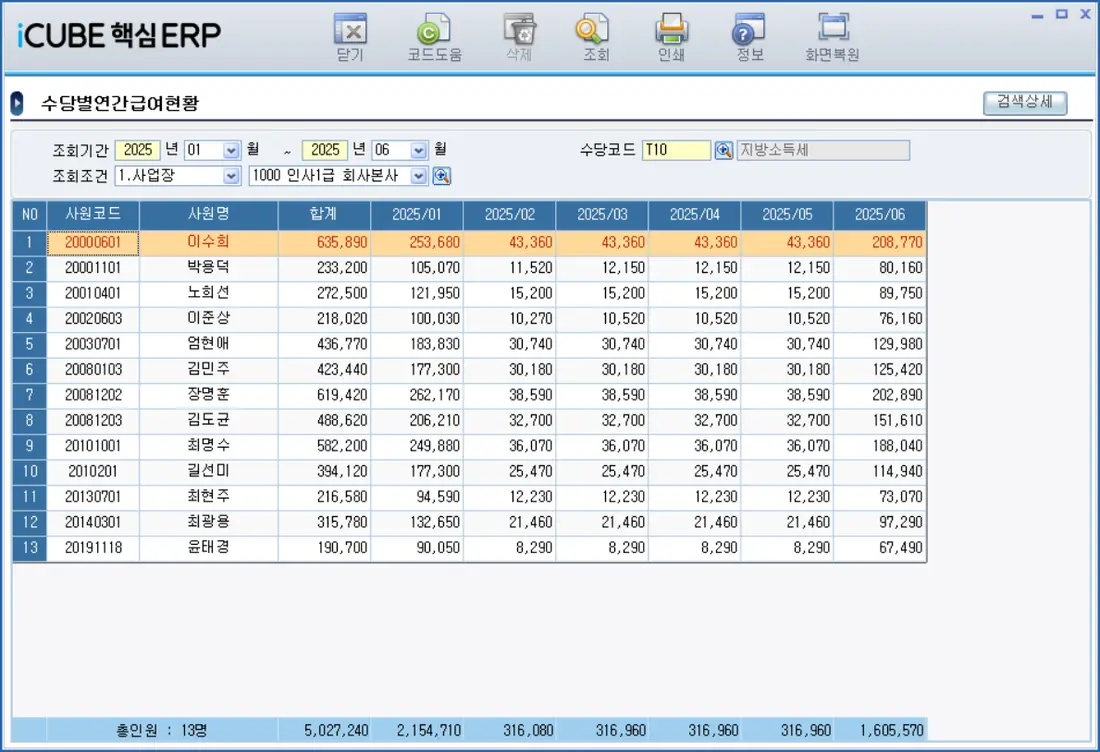 iCUBE 핵심ERP
닫기 코드도움 삭제 조회 인쇄 정보 화면복원
수당별연간급여현황 검색상세
조회기간 2025 년 01 월 ~ 2025 년 06 월 수당코드 T10 지방소득세
조회조건 1.사업장 1000 인사1급 회사본사
NO 사원코드 사원명 합계 2025/01 2025/02 2025/03 2025/04 2025/05 2025/06
1 20000601 이수희 635,890 253,680 43,360 43,360 43,360 43,360 208,770
2 20001101 박용덕 233,200 105,070 11,520 12,150 12,150 12,150 80,160
3 20010401 노희선 272,500 121,950 15,200 15,200 15,200 15,200 89,750
4 20020603 이준상 218,020 100,030 10,270 10,520 10,520 10,520 76,160
5 20030701 엄현애 436,770 183,830 30,740 30,740 30,740 30,740 129,980
6 20080103 김민주 423,440 177,300 30,180 30,180 30,180 30,180 125,420
7 20081202 장명훈 619,420 262,170 38,590 38,590 38,590 38,590 202,890
8 20081203 김도균 488,620 206,210 32,700 32,700 32,700 32,700 151,610
9 20101001 최명수 582,200 249,880 36,070 36,070 36,070 36,070 188,040
10 2010201 길선미 394,120 177,300 25,470 25,470 25,470 25,470 114,940
11 20130701 최현주 216,580 94,590 12,230 12,230 12,230 12,230 73,070
12 20140301 최광용 315,780 132,650 21,460 21,460 21,460 21,460 97,290
13 20191118 윤태경 190,700 90,050 8,290 8,290 8,290 8,290 67,490
총인원 : 13명 5,027,240 2,154,710 316,080 316,960 316,960 316,960 1,605,570